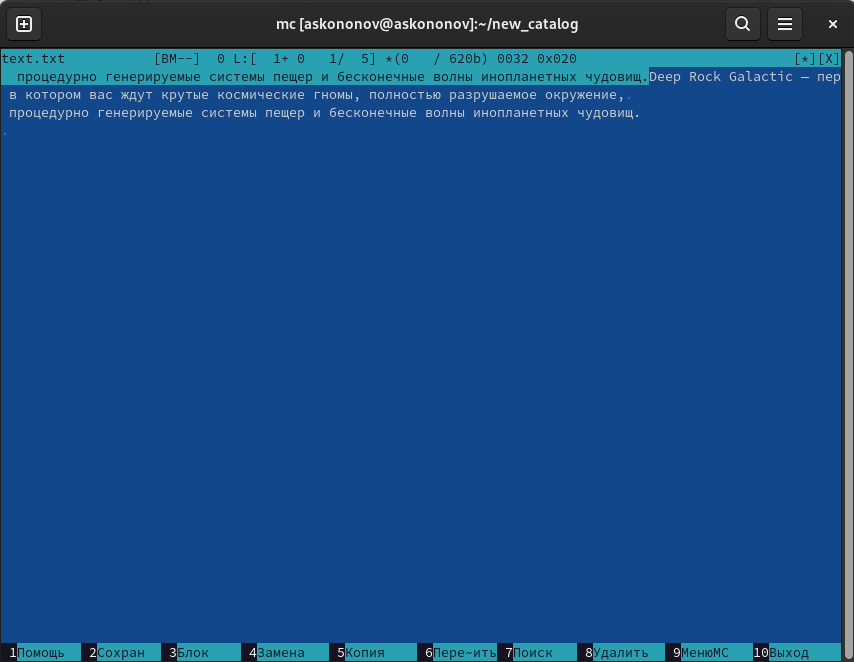 mc [askononov@askononov]:~/new_catalog
text.txt [BM--] 0 L:[ 1+ 0 1/ 5] *(0 / 620b) 0032 0x020 [*][X]
процедурно генерируемые системы пещер и бесконечные волны инопланетных чудовищ.Deep Rock Galactic — пер
в котором вас ждут крутые космические гномы, полностью разрушаемое окружение,.
процедурно генерируемые системы пещер и бесконечные волны инопланетных чудовищ.
.
1Помощь 2Сохран 3Блок 4Замена 5Копия 6Пере~ить 7Поиск 8Удалить 9МенюMC 10Выход